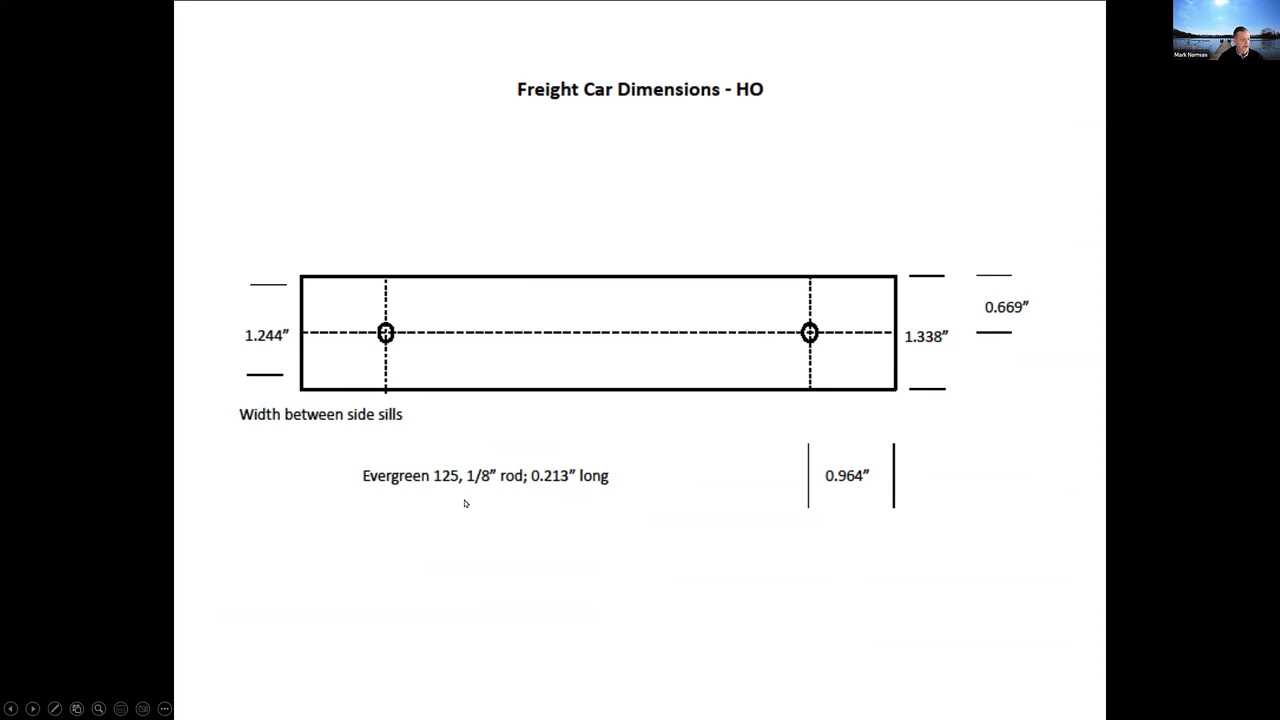 Mark Norman
Freight Car Dimensions - HO
0.669”
1.244”
1.338”
Width between side sills
Evergreen 125, 1/8” rod; 0.213” long
0.964”